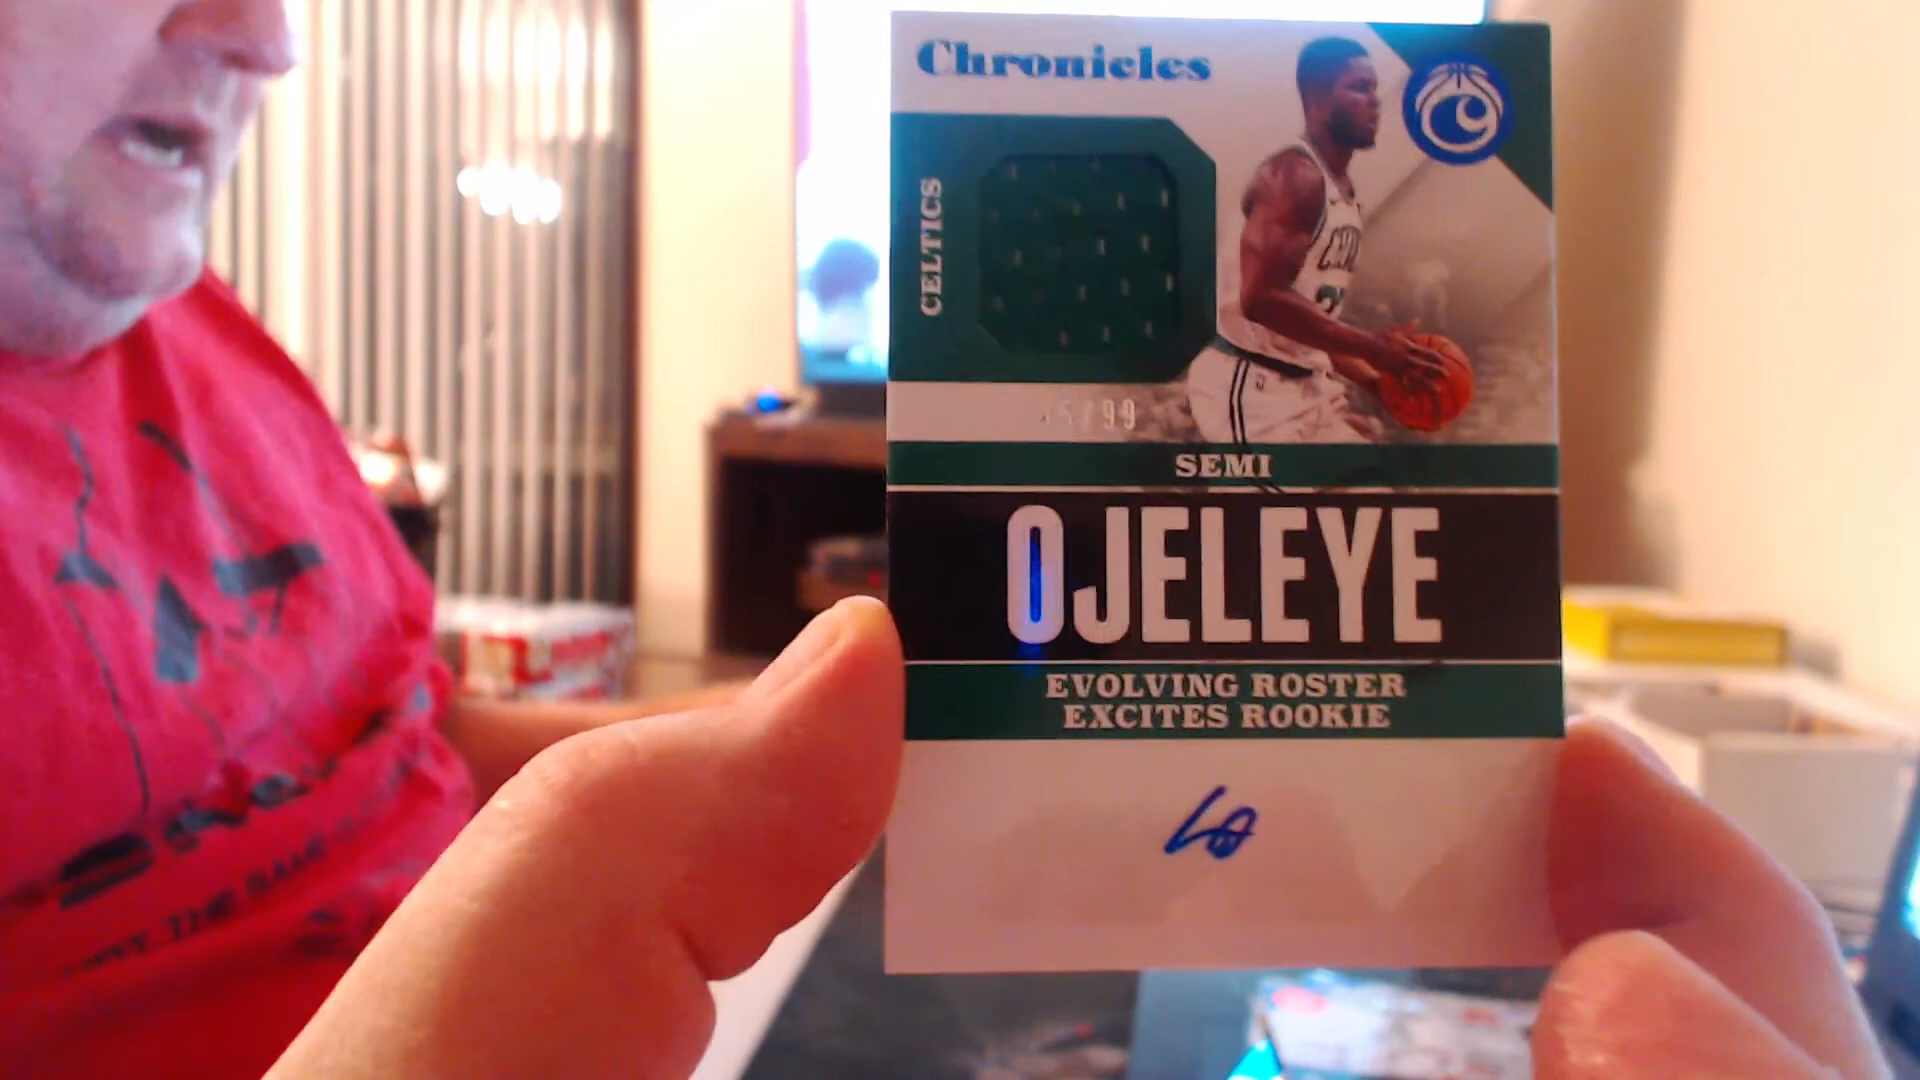 Chronicles
CELTICS
SEMI
OJELEYE
EVOLVING ROSTER
EXCITES ROOKIE